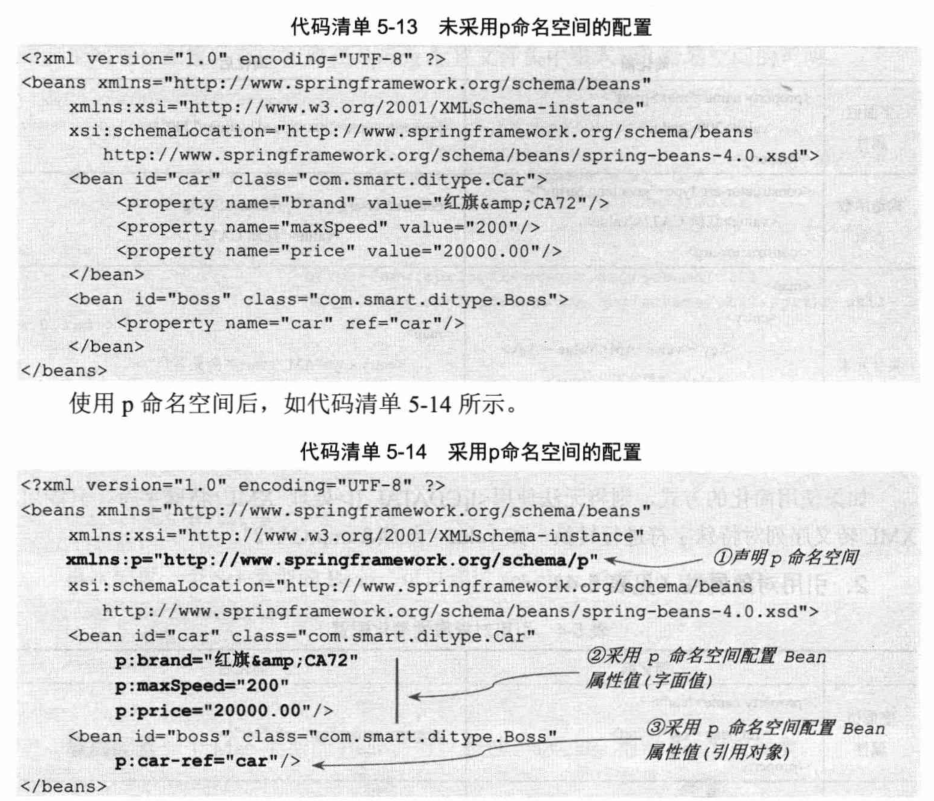 代码清单 5-13 未采用p命名空间的配置
<?xml version="1.0" encoding="UTF-8" ?>
<beans xmlns="http://www.springframework.org/schema/beans"
xmlns:xsi="http://www.w3.org/2001/XMLSchema-instance"
xsi:schemaLocation="http://www.springframework.org/schema/beans
http://www.springframework.org/schema/beans/spring-beans-4.0.xsd">
<bean id="car" class="com.smart.ditype.Car">
<property name="brand" value="红旗&amp;CA72"/>
<property name="maxSpeed" value="200"/>
<property name="price" value="20000.00"/>
</bean>
<bean id="boss" class="com.smart.ditype.Boss">
<property name="car" ref="car"/>
</bean>
</beans>
使用 p 命名空间后，如代码清单 5-14 所示。
代码清单 5-14 采用p命名空间的配置
<?xml version="1.0" encoding="UTF-8" ?>
<beans xmlns="http://www.springframework.org/schema/beans"
xmlns:xsi="http://www.w3.org/2001/XMLSchema-instance"
xmlns:p="http://www.springframework.org/schema/p" ①声明 p 命名空间
xsi:schemaLocation="http://www.springframework.org/schema/beans
http://www.springframework.org/schema/beans/spring-beans-4.0.xsd">
<bean id="car" class="com.smart.ditype.Car"
p:brand="红旗&amp;CA72" ②采用 p 命名空间配置 Bean
p:maxSpeed="200" 属性值(字面值)
p:price="20000.00"/>
<bean id="boss" class="com.smart.ditype.Boss" ③采用 p 命名空间配置 Bean
p:car-ref="car"/> 属性值(引用对象)
</beans>